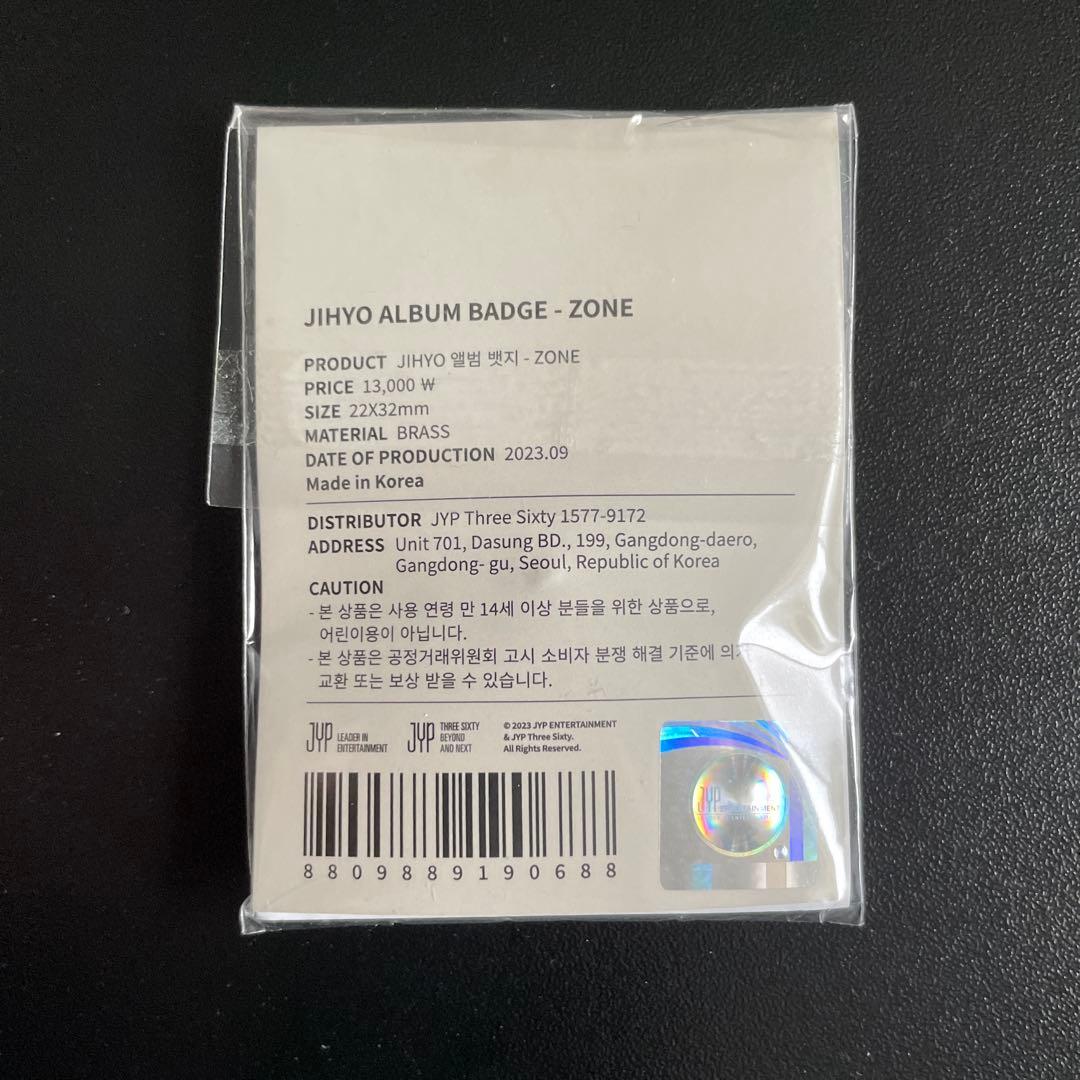 JIHYO ALBUM BADGE - ZONE
PRODUCT JIHYO 앨범 뱃지 - ZONE
PRICE 13,000 ₩
SIZE 22X32mm
MATERIAL BRASS
DATE OF PRODUCTION 2023.09
Made in Korea
DISTRIBUTOR JYP Three Sixty 1577-9172
ADDRESS Unit 701, Dasung BD., 199, Gangdong-daero,
Gangdong- gu, Seoul, Republic of Korea
CAUTION
- 본 상품은 사용 연령 만 14세 이상 분들을 위한 상품으로,
어린이용이 아닙니다.
- 본 상품은 공정거래위원회 고시 소비자 분쟁 해결 기준에
교환 또는 보상 받을 수 있습니다.
JYP LEADER IN
ENTERTAINMENT
JYP THREE SIXTY
BEYOND
AND NEXT
© 2023 JYP ENTERTAINMENT
& JYP Three Sixty.
All Rights Reserved.
8809889190688
JYP